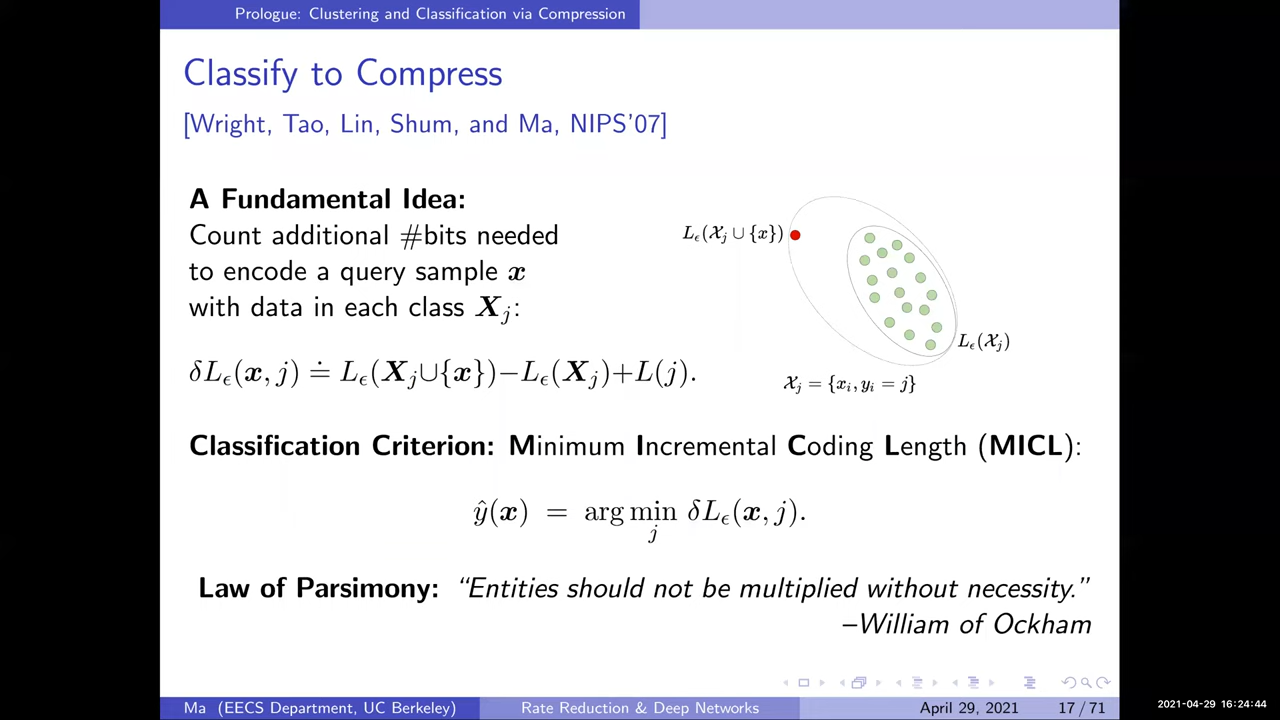 Prologue: Clustering and Classification via Compression
Classify to Compress
[Wright, Tao, Lin, Shum, and Ma, NIPS'07]
A Fundamental Idea:
Count additional #bits needed
to encode a query sample x
with data in each class X_j:
δL_ϵ(x, j) ≐ L_ϵ(X_j∪{x})−L_ϵ(X_j)+L(j).
L_ϵ(𝒳_j ∪ {x})
L_ϵ(𝒳_j)
𝒳_j = {x_i, y_i = j}
Classification Criterion: Minimum Incremental Coding Length (MICL):
ŷ(x) = arg min_j δL_ϵ(x, j).
Law of Parsimony: “Entities should not be multiplied without necessity.”
–William of Ockham
Ma (EECS Department, UC Berkeley) Rate Reduction & Deep Networks April 29, 2021 17 / 71
2021-04-29 16:24:44